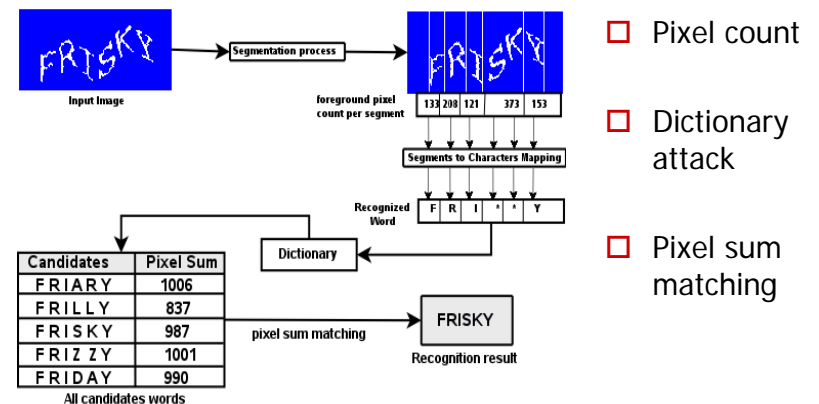 FRISKY
Input Image
Segmentation process
FRISKY
foreground pixel
count per segment
133 208 121 373 153
Segments to Characters Mapping
Recognized
Word
F R I * * Y
Dictionary
Candidates Pixel Sum
FRIARY 1006
FRILLY 837
FRISKY 987
FRIZ ZY 1001
FRIDAY 990
All candidates words
pixel sum matching
FRISKY
Recognition result
Pixel count
Dictionary
attack
Pixel sum
matching